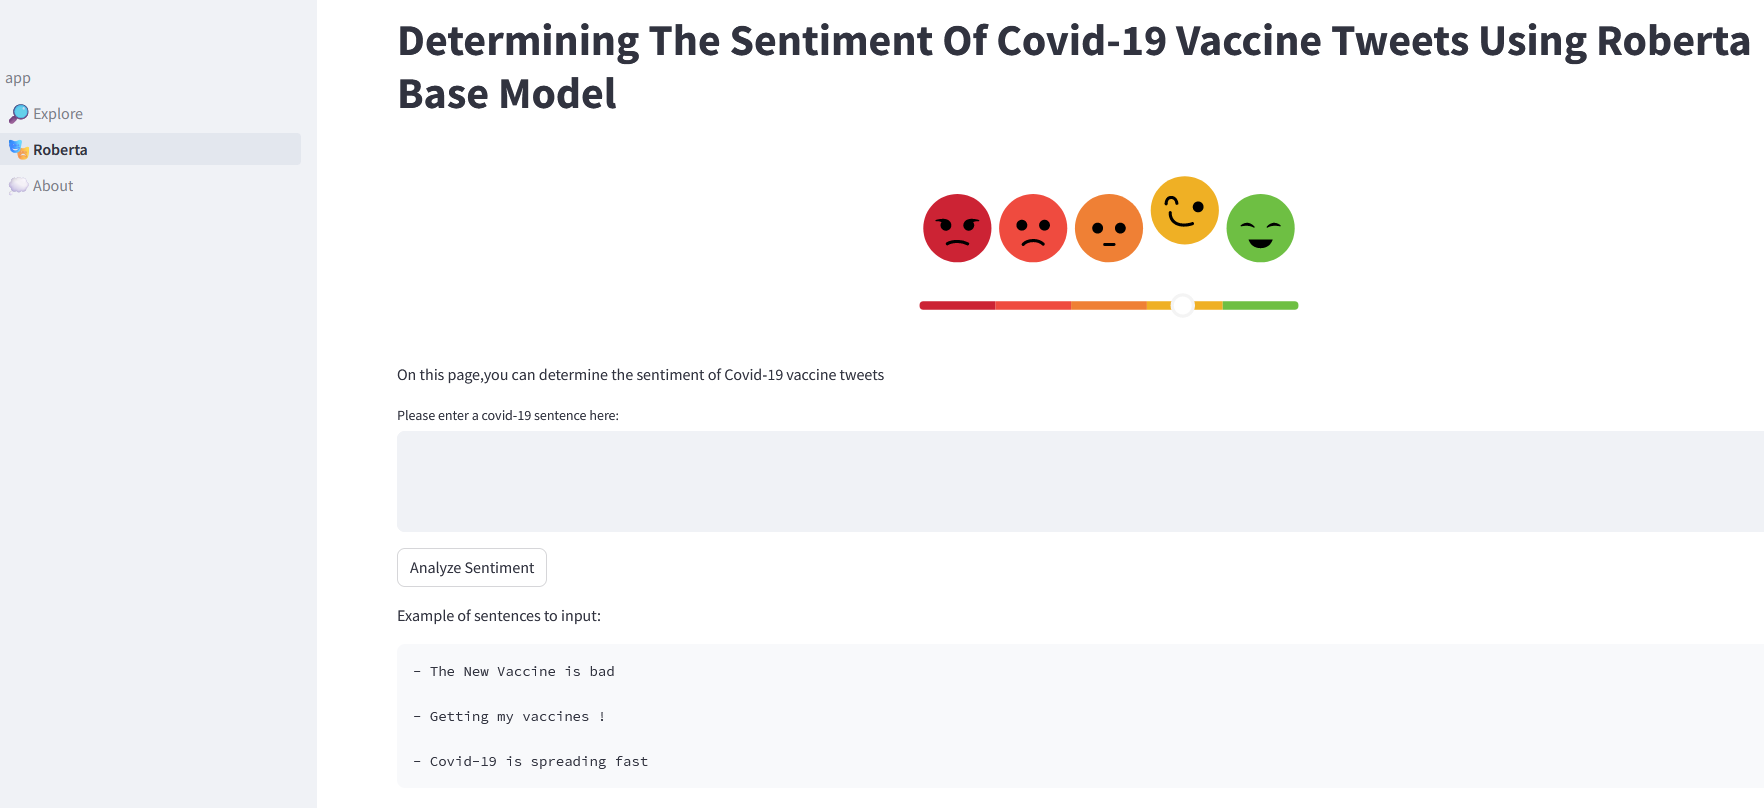 app
Explore
Roberta
About
Determining The Sentiment Of Covid-19 Vaccine Tweets Using Roberta
Base Model
On this page,you can determine the sentiment of Covid-19 vaccine tweets
Please enter a covid-19 sentence here:
Analyze Sentiment
Example of sentences to input:
- The New Vaccine is bad
- Getting my vaccines !
- Covid-19 is spreading fast